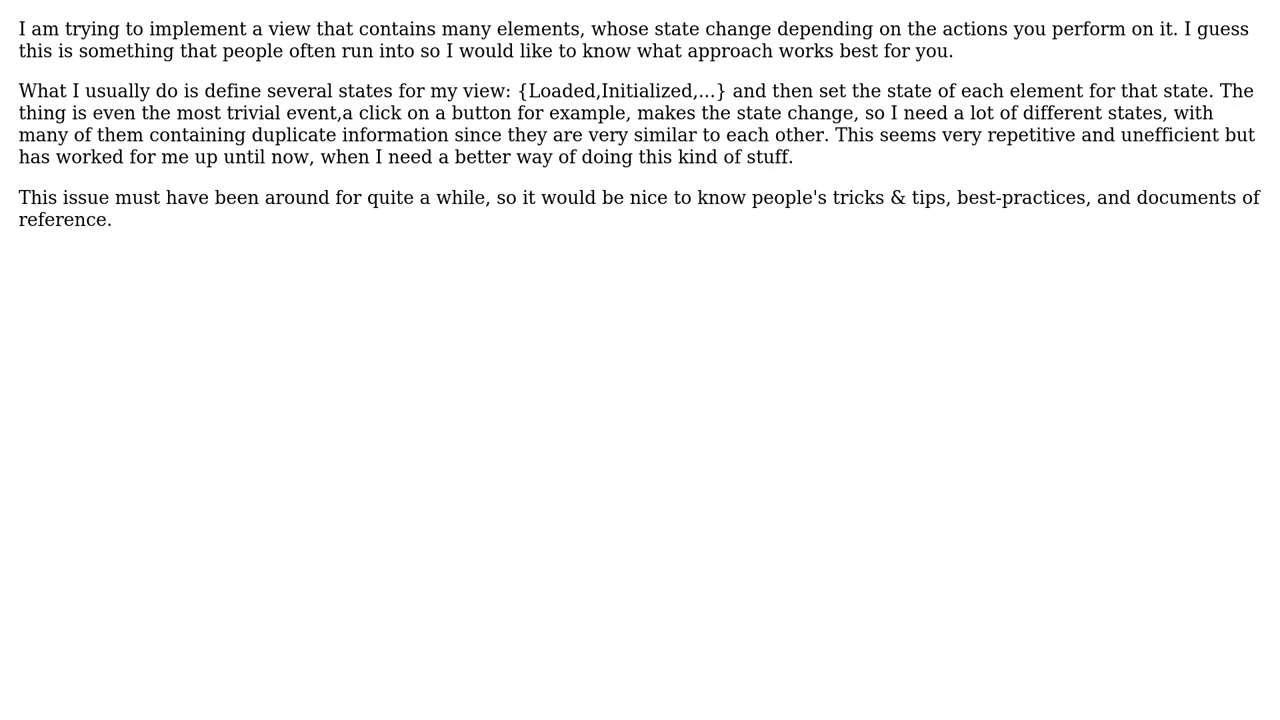 I am trying to implement a view that contains many elements, whose state change depending on the actions you perform on it. I guess
this is something that people often run into so I would like to know what approach works best for you.
What I usually do is define several states for my view: {Loaded,Initialized,...} and then set the state of each element for that state. The
thing is even the most trivial event,a click on a button for example, makes the state change, so I need a lot of different states, with
many of them containing duplicate information since they are very similar to each other. This seems very repetitive and unefficient but
has worked for me up until now, when I need a better way of doing this kind of stuff.
This issue must have been around for quite a while, so it would be nice to know people's tricks & tips, best-practices, and documents of
reference.